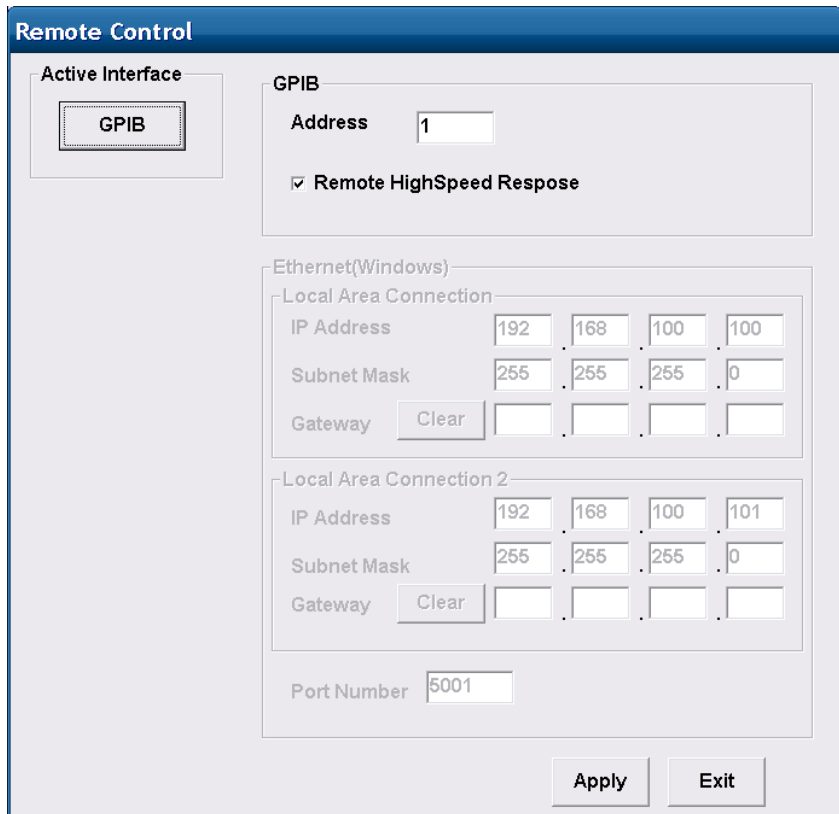 Remote Control
Active Interface
GPIB
GPIB
Address 1
Remote HighSpeed Respose
Ethernet(Windows)
Local Area Connection
IP Address 192 . 168 . 100 . 100
Subnet Mask 255 . 255 . 255 . 0
Gateway Clear . . .
Local Area Connection 2
IP Address 192 . 168 . 100 . 101
Subnet Mask 255 . 255 . 255 . 0
Gateway Clear . . .
Port Number 5001
Apply Exit